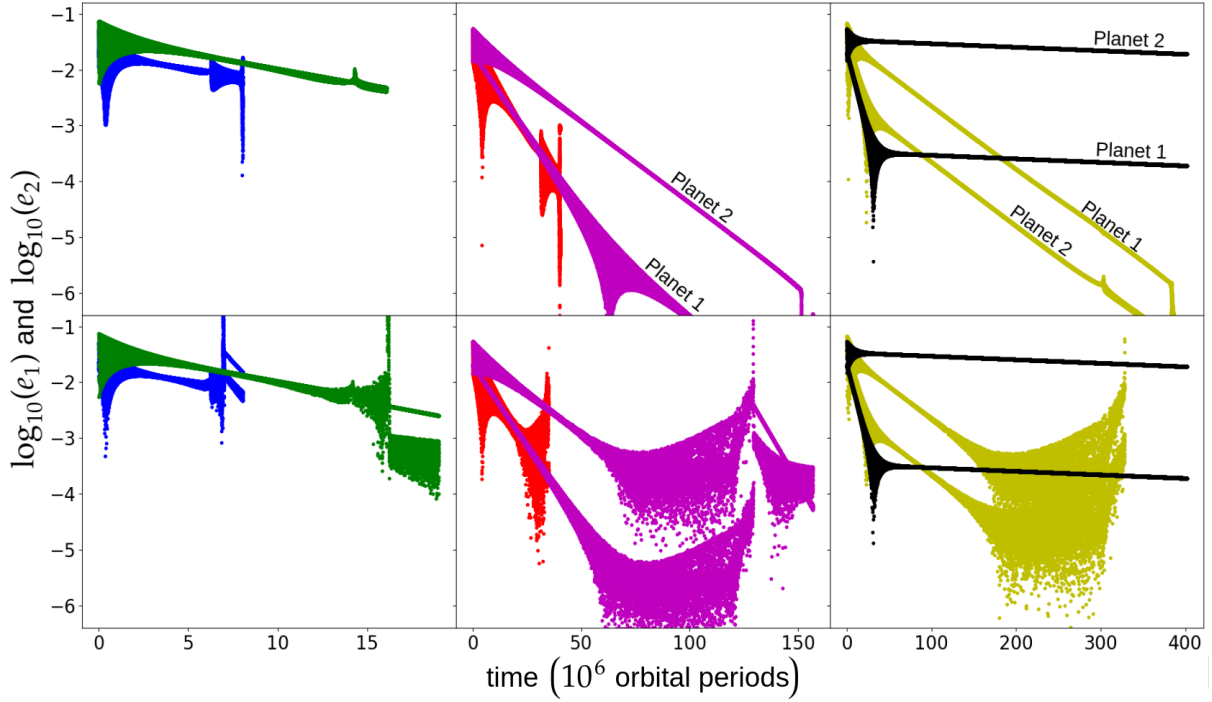 log₁₀(e₁) and log₁₀(e₂)
−1
−2
−3
−4
−5
−6
Planet 2
Planet 1
Planet 2
Planet 1
Planet 1
Planet 2
−1
−2
−3
−4
−5
−6
0 5 10 15
0 50 100 150
0 100 200 300 400
time (10⁶ orbital periods)